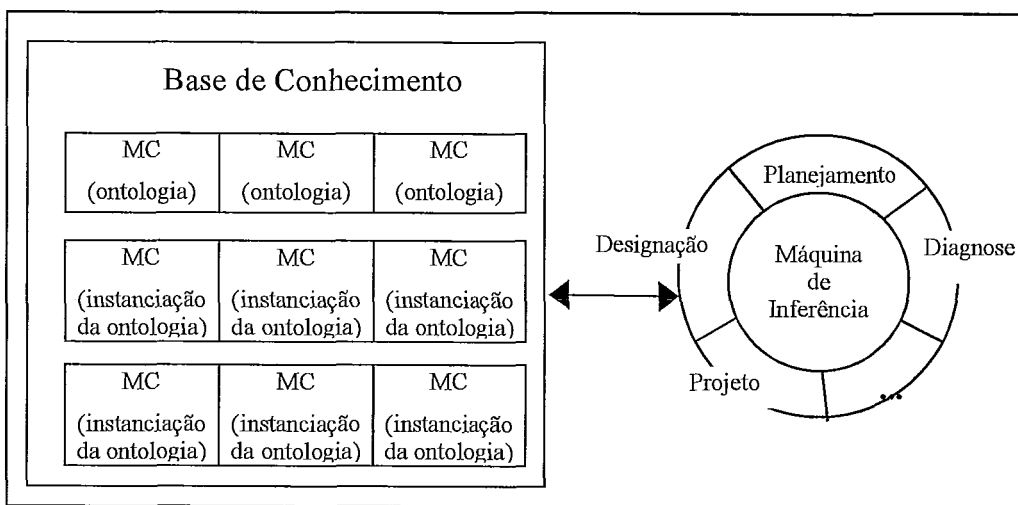 Base de Conhecimento
MC MC MC
(ontologia) (ontologia) (ontologia)
MC MC MC
(instanciação (instanciação (instanciação
da ontologia) da ontologia) da ontologia)
MC MC MC
(instanciação (instanciação (instanciação
da ontologia) da ontologia) da ontologia)
Planejamento
Designação
Diagnose
Máquina
de
Inferência
Projeto
...